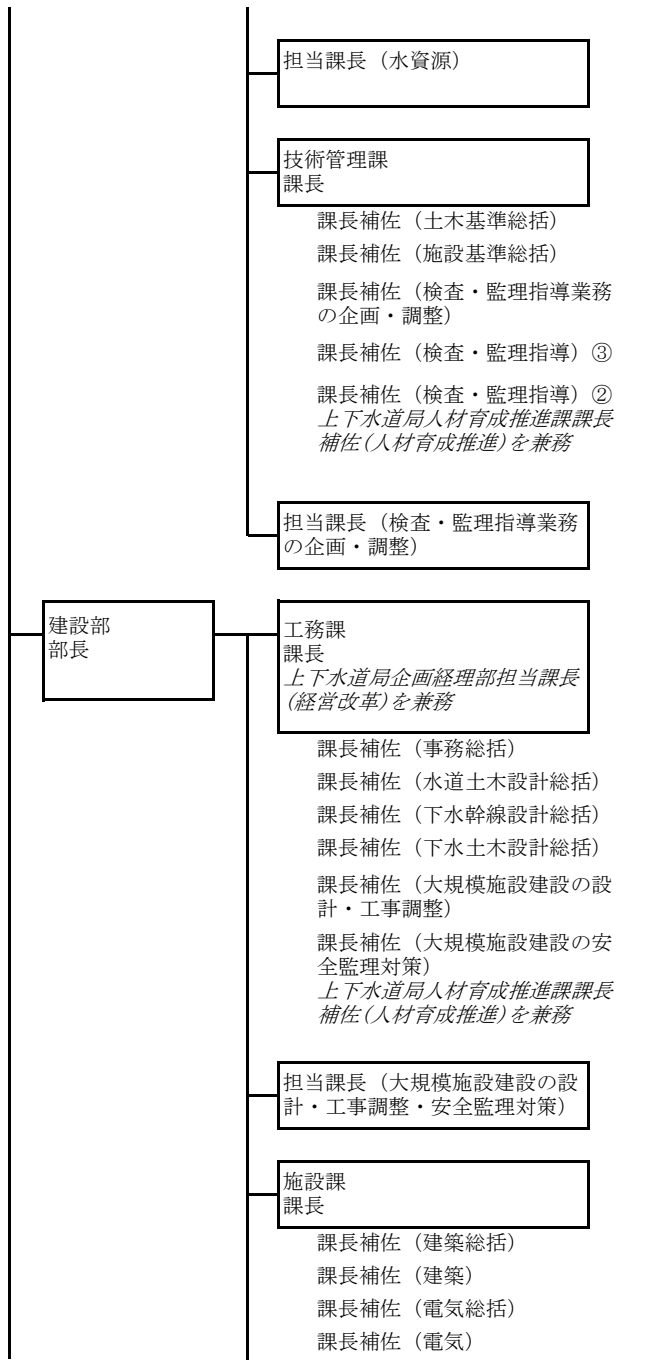 担当課長（水資源）
技術管理課
課長
課長補佐（土木基準総括）
課長補佐（施設基準総括）
課長補佐（検査・監理指導業務
の企画・調整）
課長補佐（検査・監理指導）③
課長補佐（検査・監理指導）②
上下水道局人材育成推進課課長
補佐(人材育成推進)を兼務
担当課長（検査・監理指導業務
の企画・調整）
建設部
部長
工務課
課長
上下水道局企画経理部担当課長
(経営改革)を兼務
課長補佐（事務総括）
課長補佐（水道土木設計総括）
課長補佐（下水幹線設計総括）
課長補佐（下水土木設計総括）
課長補佐（大規模施設建設の設
計・工事調整）
課長補佐（大規模施設建設の安
全監理対策）
上下水道局人材育成推進課課長
補佐(人材育成推進)を兼務
担当課長（大規模施設建設の設
計・工事調整・安全監理対策）
施設課
課長
課長補佐（建築総括）
課長補佐（建築）
課長補佐（電気総括）
課長補佐（電気）